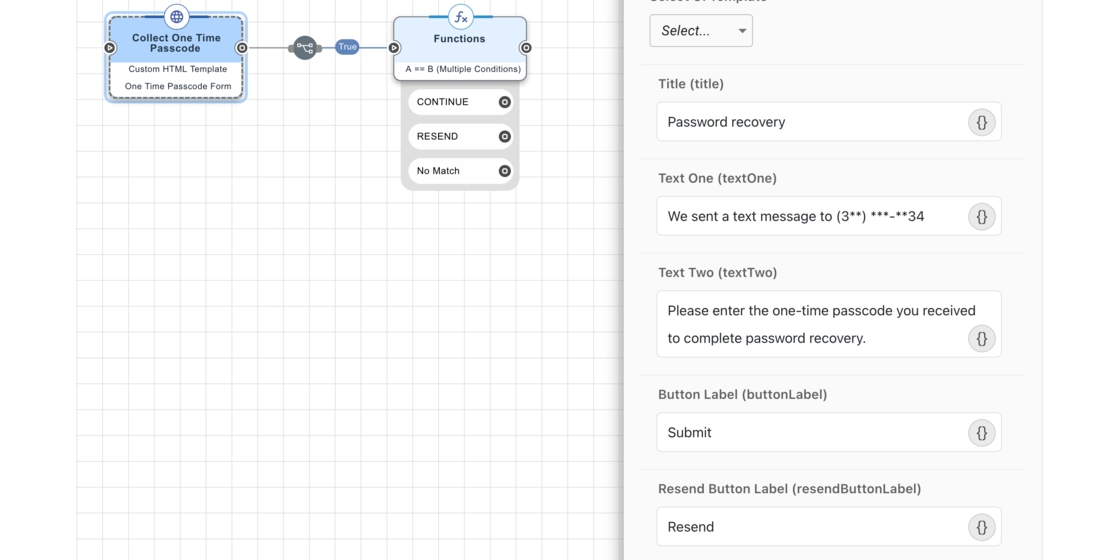 Collect One Time
Passcode
Custom HTML Template
One Time Passcode Form
True
fx
Functions
A == B (Multiple Conditions)
CONTINUE
RESEND
No Match
Select...
Title (title)
Password recovery
{}
Text One (textOne)
We sent a text message to (3**) ***-**34
{}
Text Two (textTwo)
Please enter the one-time passcode you received
to complete password recovery.
{}
Button Label (buttonLabel)
Submit
{}
Resend Button Label (resendButtonLabel)
Resend
{}